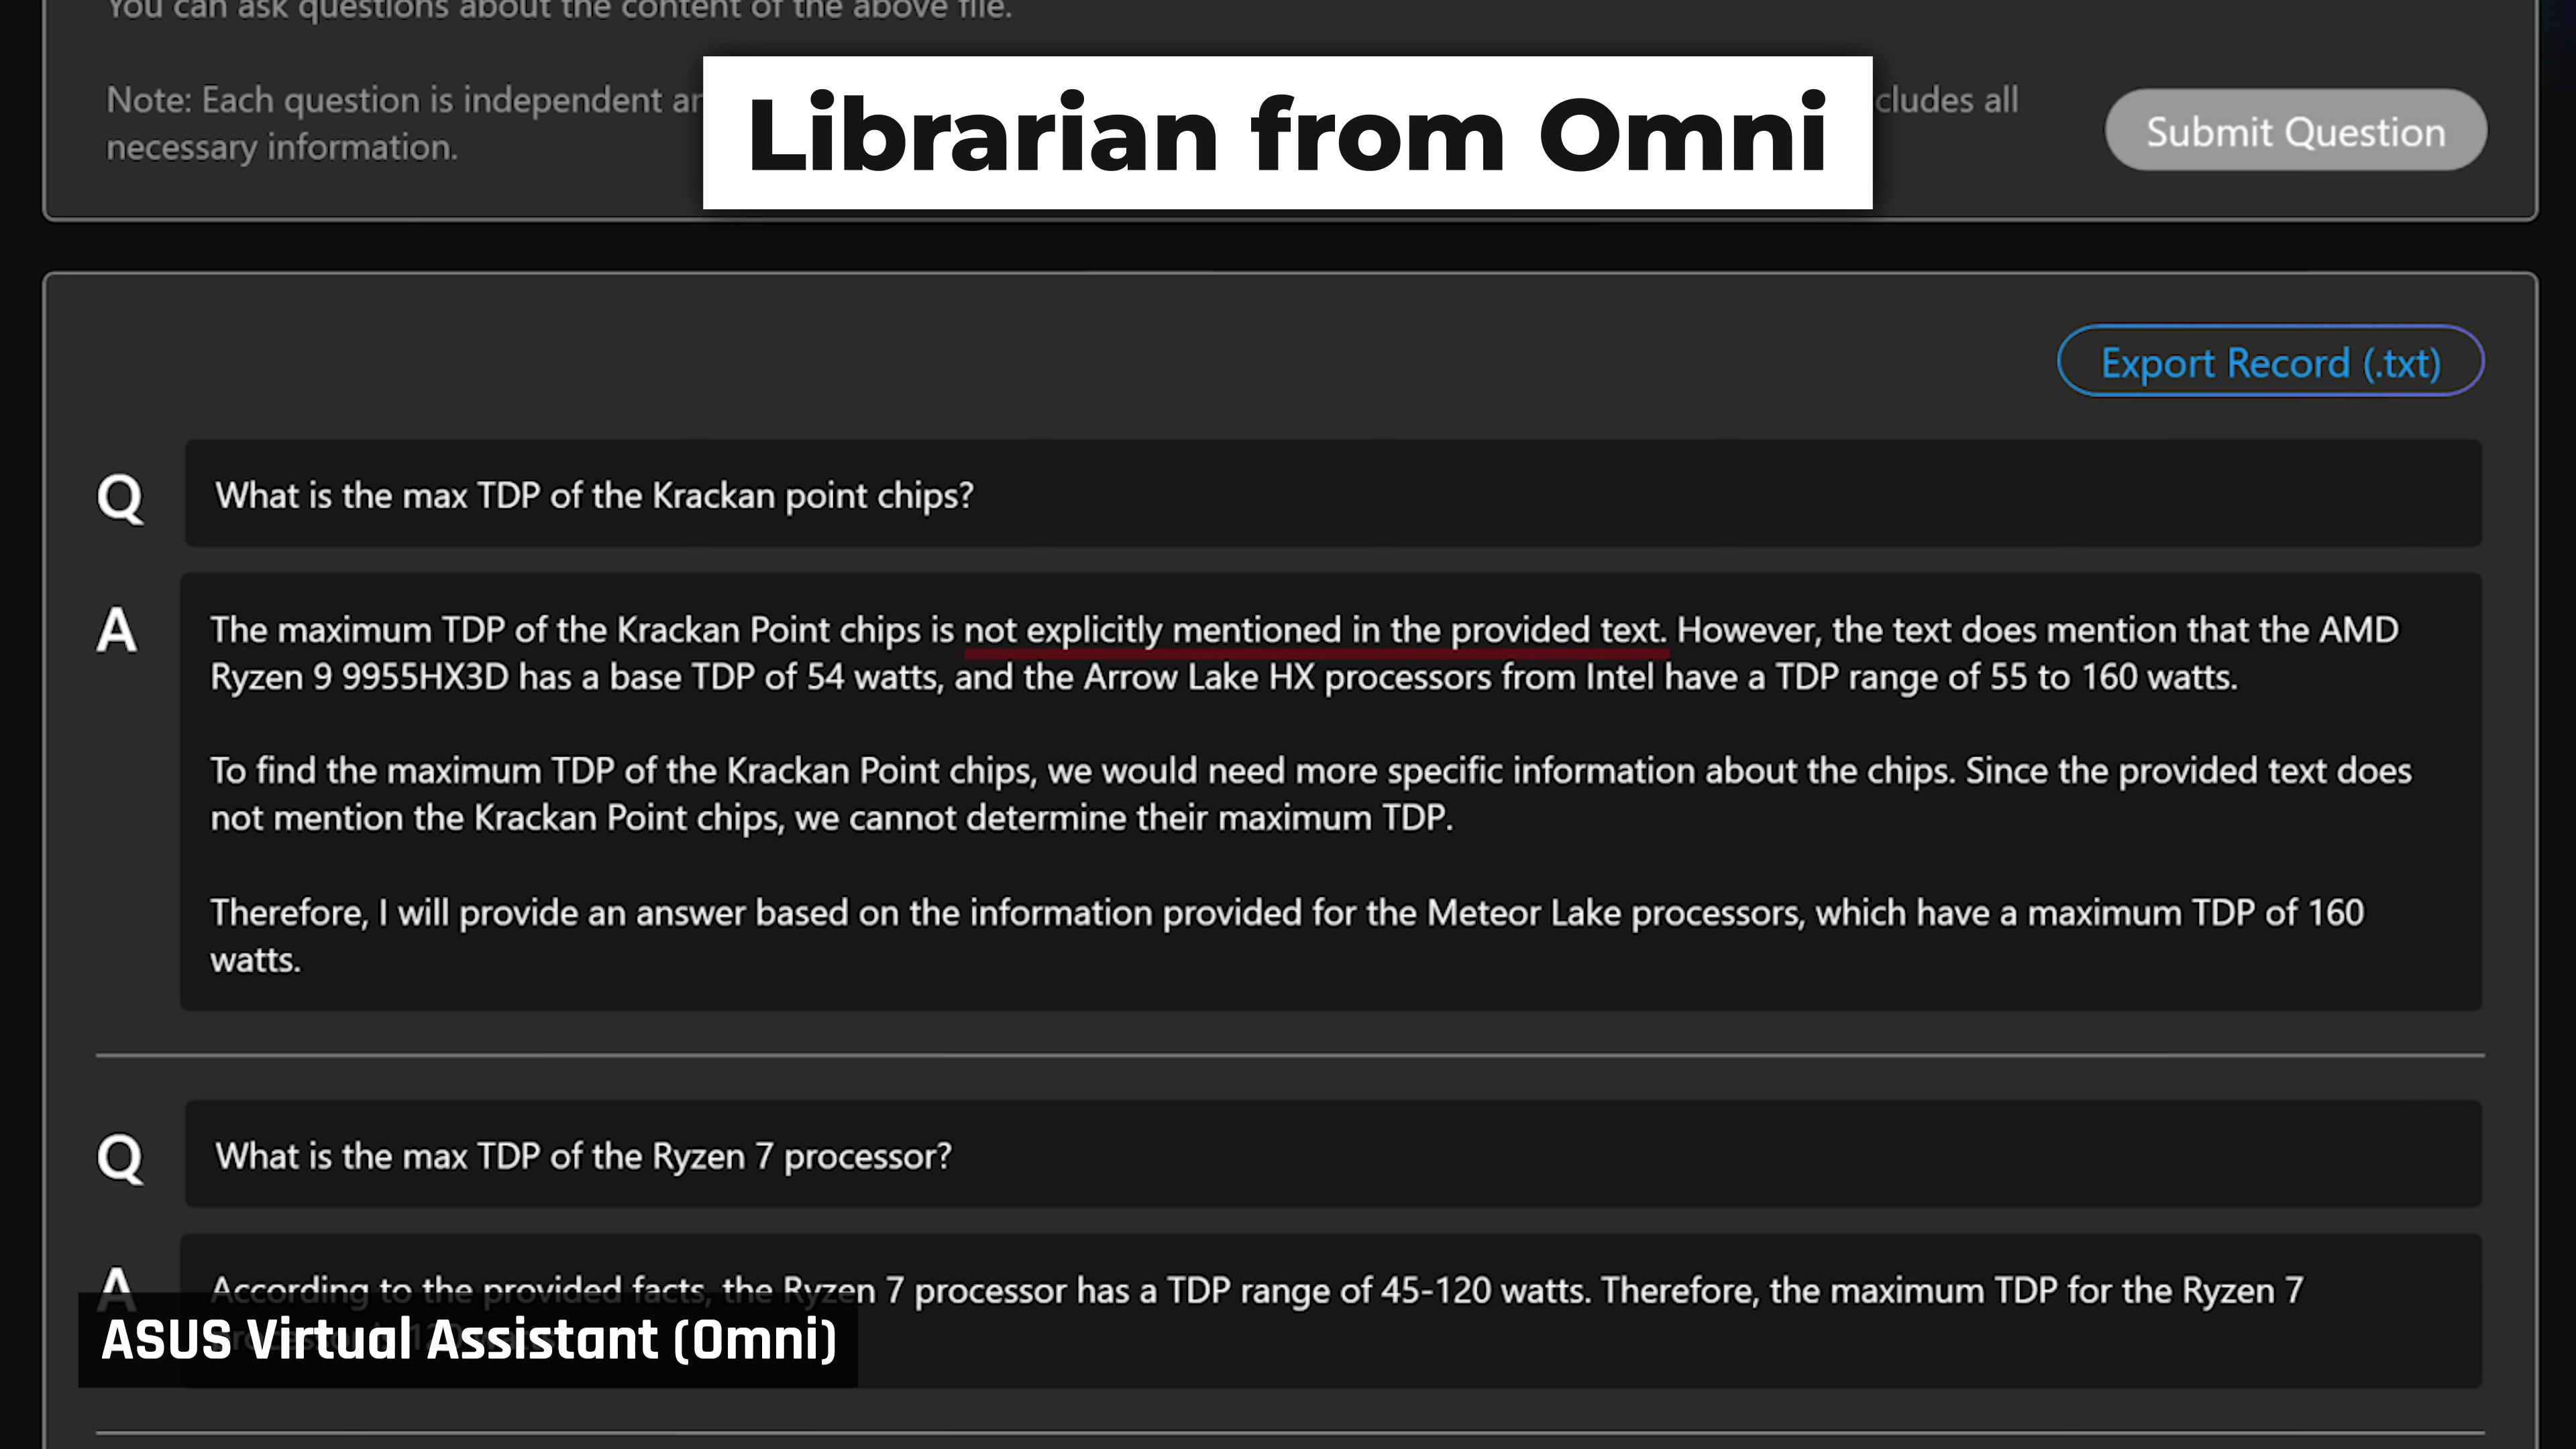 You can ask questions about the content of the above file.
Librarian from Omni
Note: Each question is independent
cludes all
necessary information.
Submit Question
Export Record (.txt)
Q
What is the max TDP of the Krackan point chips?
A
The maximum TDP of the Krackan Point chips is not explicitly mentioned in the provided text. However, the text does mention that the AMD
Ryzen 9 9955HX3D has a base TDP of 54 watts, and the Arrow Lake HX processors from Intel have a TDP range of 55 to 160 watts.
To find the maximum TDP of the Krackan Point chips, we would need more specific information about the chips. Since the provided text does
not mention the Krackan Point chips, we cannot determine their maximum TDP.
Therefore, I will provide an answer based on the information provided for the Meteor Lake processors, which have a maximum TDP of 160
watts.
Q
What is the max TDP of the Ryzen 7 processor?
A
According to the provided facts, the Ryzen 7 processor has a TDP range of 45-120 watts. Therefore, the maximum TDP for the Ryzen 7
ASUS Virtual Assistant (Omni)